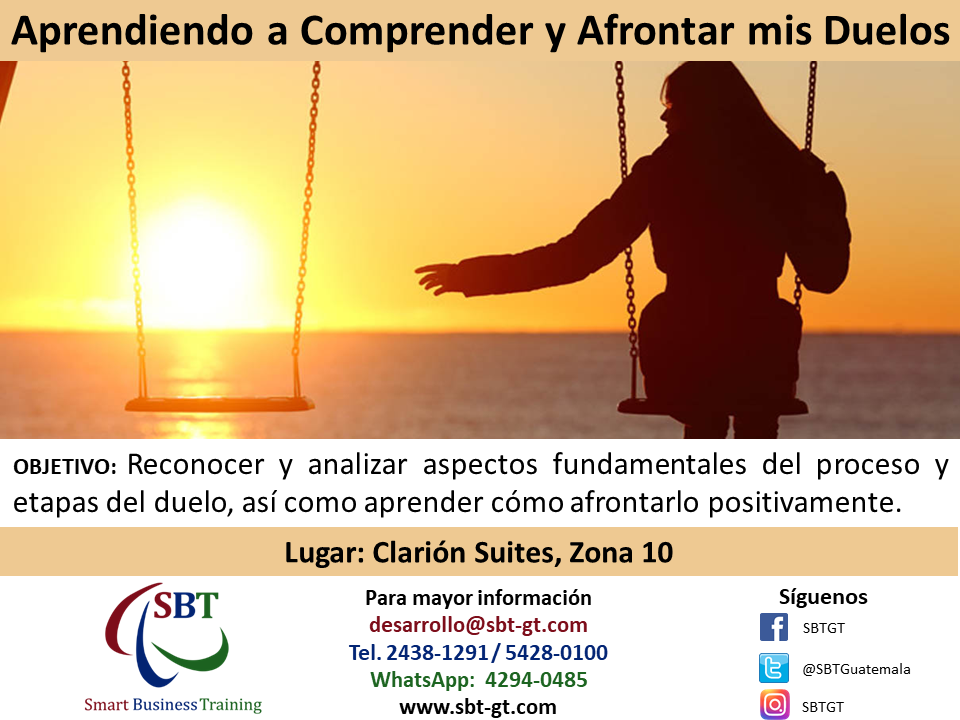 Aprendiendo a Comprender y Afrontar mis Duelos
OBJETIVO: Reconocer y analizar aspectos fundamentales del proceso y
etapas del duelo, así como aprender cómo afrontarlo positivamente.
Lugar: Clarión Suites, Zona 10
SBT
Smart Business Training
Para mayor información
desarrollo@sbt-gt.com
Tel. 2438-1291/ 5428-0100
WhatsApp: 4294-0485
www.sbt-gt.com
Síguenos
SBTGT
@SBTGuatemala
SBTGT